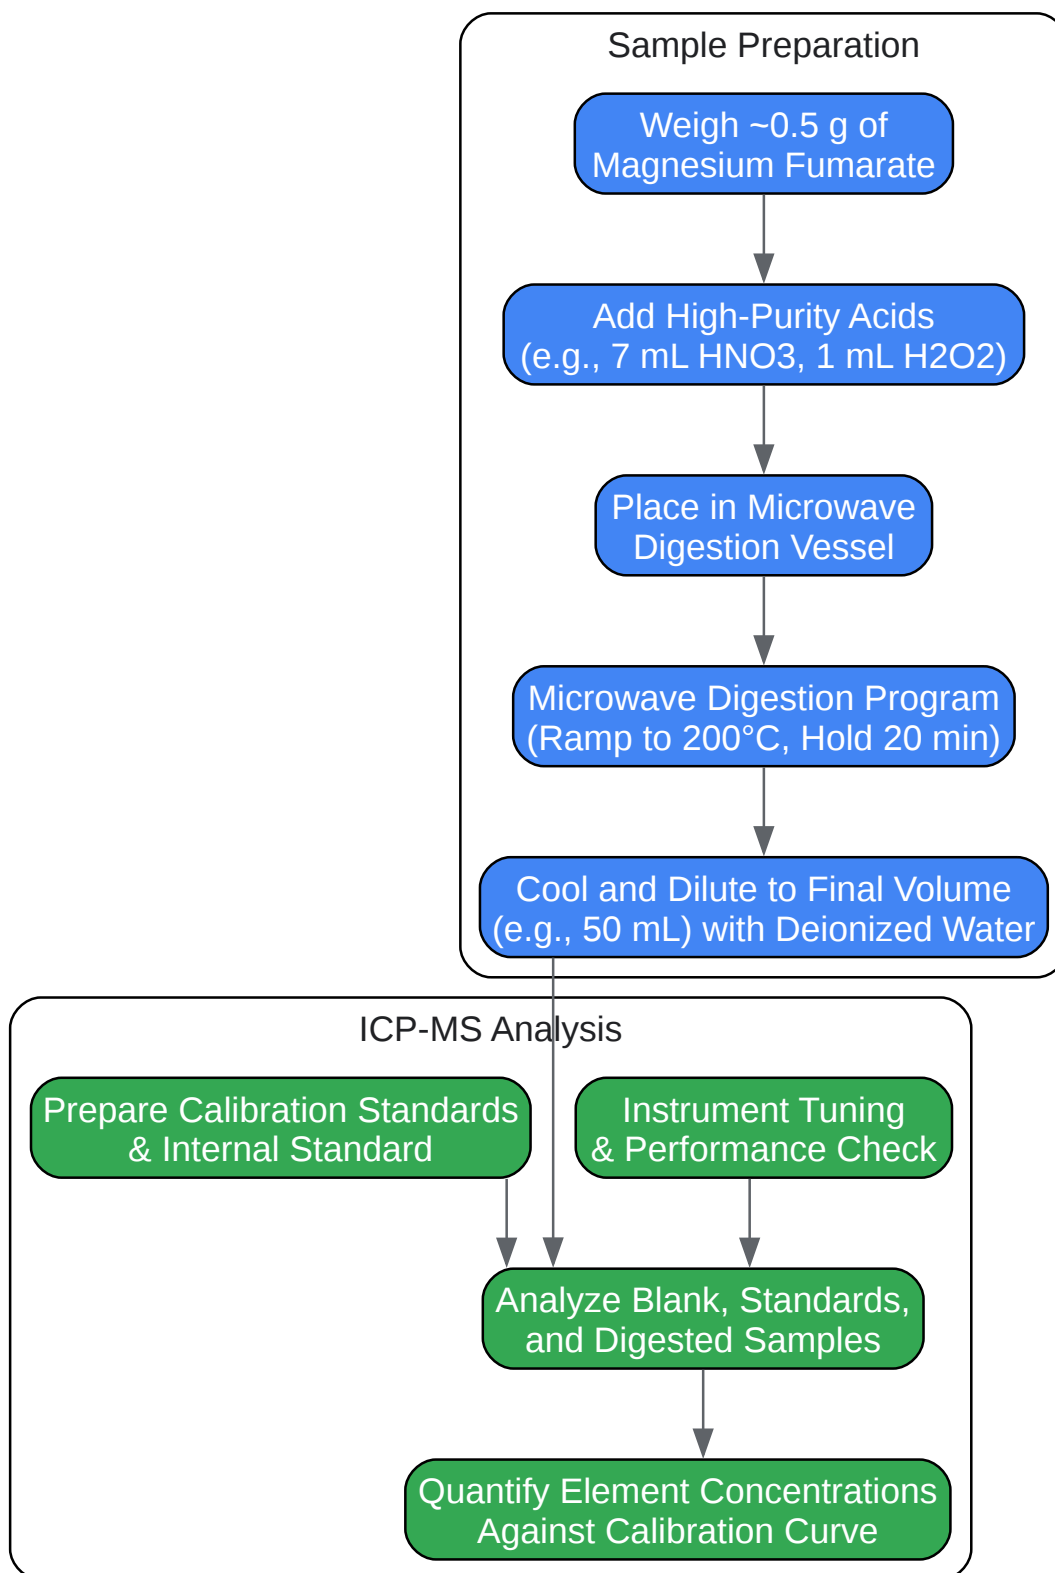 Sample Preparation
Weigh ~0.5 g of
Magnesium Fumarate
Add High-Purity Acids
(e.g., 7 mL HNO3, 1 mL H2O2)
Place in Microwave
Digestion Vessel
Microwave Digestion Program
(Ramp to 200°C, Hold 20 min)
Cool and Dilute to Final Volume
(e.g., 50 mL) with Deionized Water
ICP-MS Analysis
Prepare Calibration Standards
& Internal Standard
Instrument Tuning
& Performance Check
Analyze Blank, Standards,
and Digested Samples
Quantify Element Concentrations
Against Calibration Curve